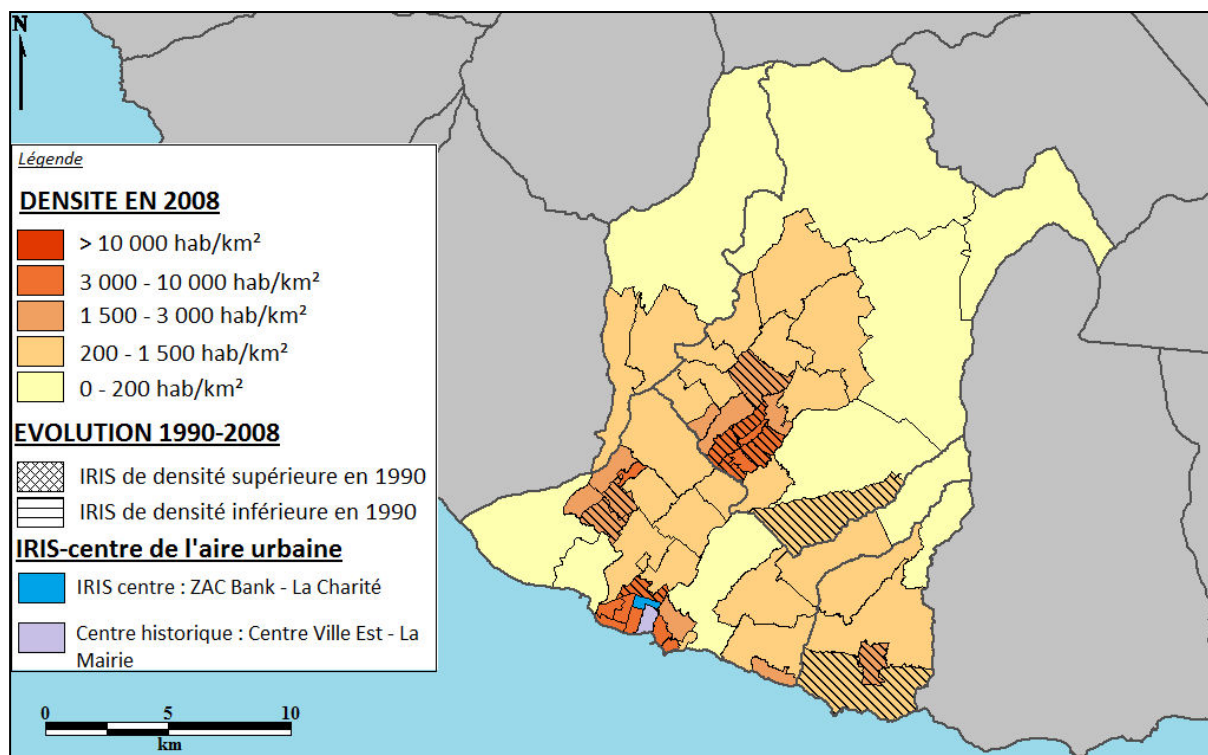 N
Légende
DENSITE EN 2008
> 10 000 hab/km²
3 000 - 10 000 hab/km²
1 500 - 3 000 hab/km²
200 - 1 500 hab/km²
0 - 200 hab/km²
EVOLUTION 1990-2008
IRIS de densité supérieure en 1990
IRIS de densité inférieure en 1990
IRIS-centre de l'aire urbaine
IRIS centre : ZAC Bank - La Charité
Centre historique : Centre Ville Est - La
Mairie
0 5 10
km